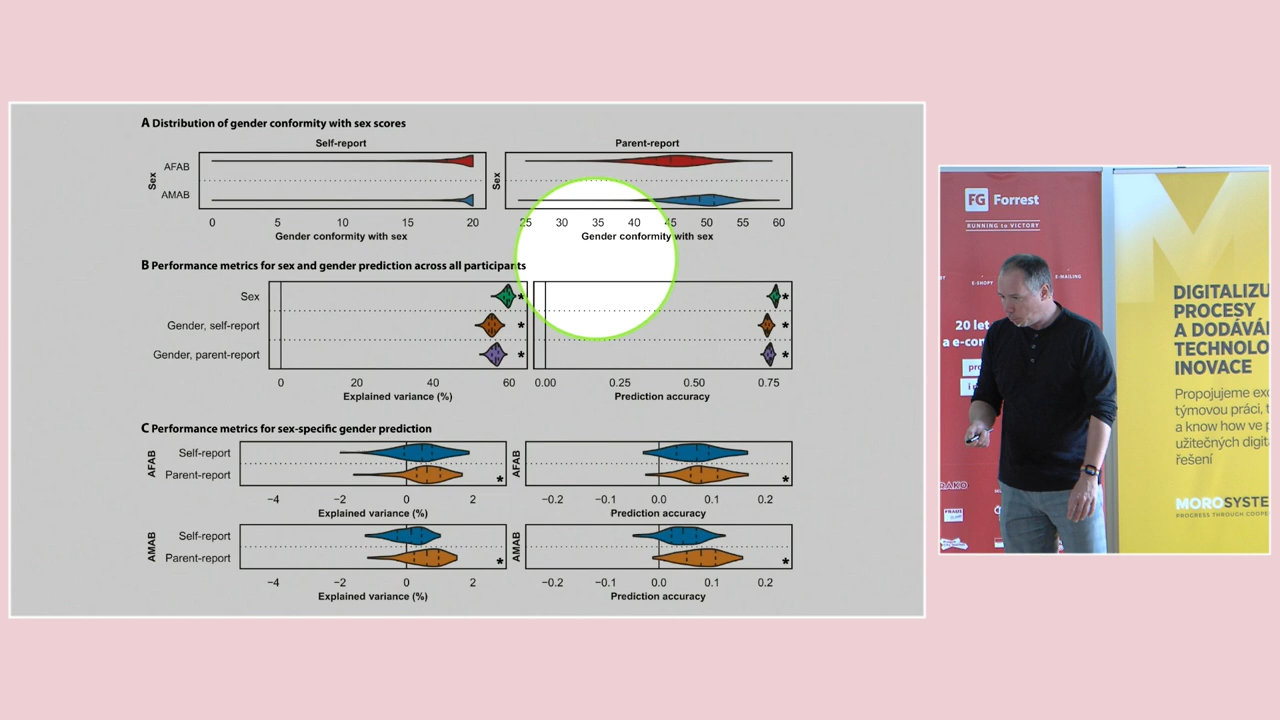 A Distribution of gender conformity with sex scores
Self-report
Parent-report
Sex
AFAB
AMAB
Sex
0 5 10 15 20
25 30 35 40 45 50 55 60
Gender conformity with sex
Gender conformity with sex
B Performance metrics for sex and gender prediction across all participants
Sex
*
*
Gender, self-report
*
*
Gender, parent-report
*
*
0 20 40 60
0.00 0.25 0.50 0.75
Explained variance (%)
Prediction accuracy
C Performance metrics for sex-specific gender prediction
AFAB
Self-report
Parent-report
*
AFAB
*
−4 −2 0 2
−0.2 −0.1 0.0 0.1 0.2
Explained variance (%)
Prediction accuracy
AMAB
Self-report
Parent-report
*
AMAB
*
−4 −2 0 2
−0.2 −0.1 0.0 0.1 0.2
Explained variance (%)
Prediction accuracy
FG Forrest
RUNNING to VICTORY
E-MAILING
E-SHOPY
20 let
a e-com
M
DIGITALIZU
PROCESY
A DODÁVÁ
TECHNOLO
INOVACE
Propojujeme exc
týmovou práci, t
a know how ve p
užitečných digit
řešení
MOROSYSTE
PROGRESS THROUGH COOPE